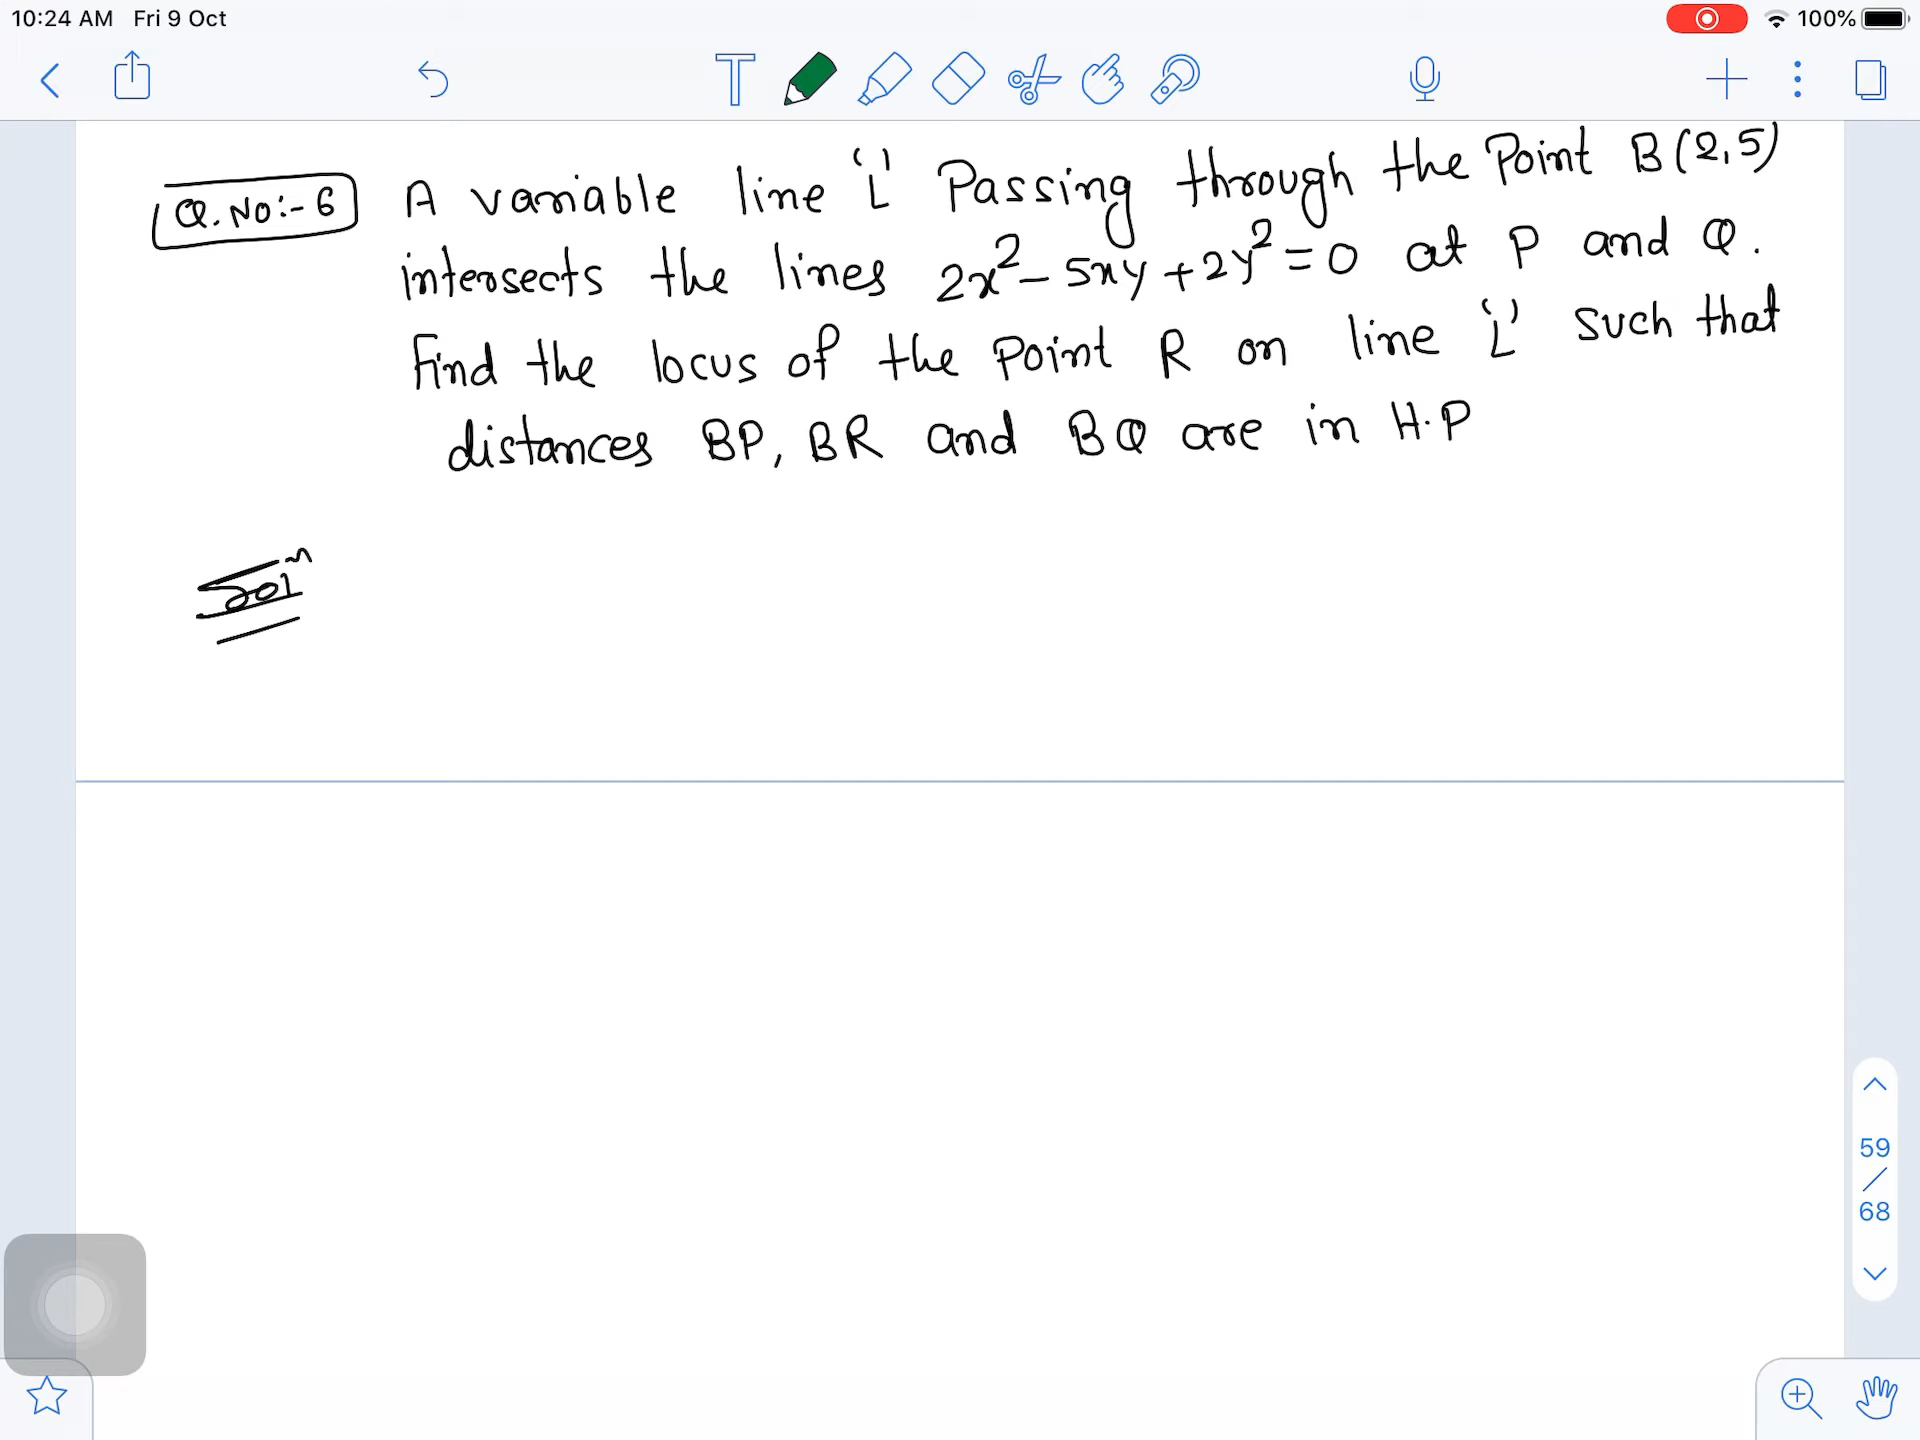 10:24 AM Fri 9 Oct
100%
Q. No:- 6 A variable line 'L' Passing through the Point B(2,5)
intersects the lines 2x² - 5xy + 2y² = 0 at P and Q.
Find the locus of the Point R on line 'L' such that
distances BP, BR and BQ are in H.P
Solⁿ
59
/
68